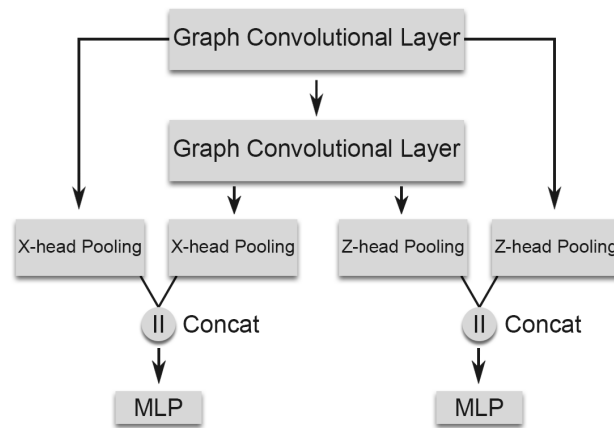 Graph Convolutional Layer
Graph Convolutional Layer
X-head Pooling
X-head Pooling
Z-head Pooling
Z-head Pooling
II Concat
II Concat
MLP
MLP